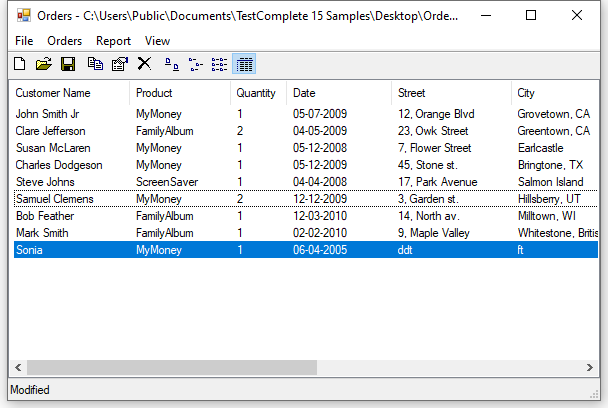 Orders - C:\Users\Public\Documents\TestComplete 15 Samples\Desktop\Orde...
File Orders Report View
Customer Name Product Quantity Date Street City
John Smith Jr MyMoney 1 05-07-2009 12, Orange Blvd Grovetown, CA
Clare Jefferson FamilyAlbum 2 04-05-2009 23, Owk Street Greentown, CA
Susan McLaren MyMoney 1 05-12-2008 7, Flower Street Earlcastle
Charles Dodgeson MyMoney 1 05-12-2009 45, Stone st. Bringtone, TX
Steve Johns ScreenSaver 1 04-04-2008 17, Park Avenue Salmon Island
Samuel Clemens MyMoney 2 12-12-2009 3, Garden st. Hillsberry, UT
Bob Feather FamilyAlbum 1 12-03-2010 14, North av. Milltown, WI
Mark Smith FamilyAlbum 1 02-02-2010 9, Maple Valley Whitestone, Britis
Sonia MyMoney 1 06-04-2005 ddt ft
Modified